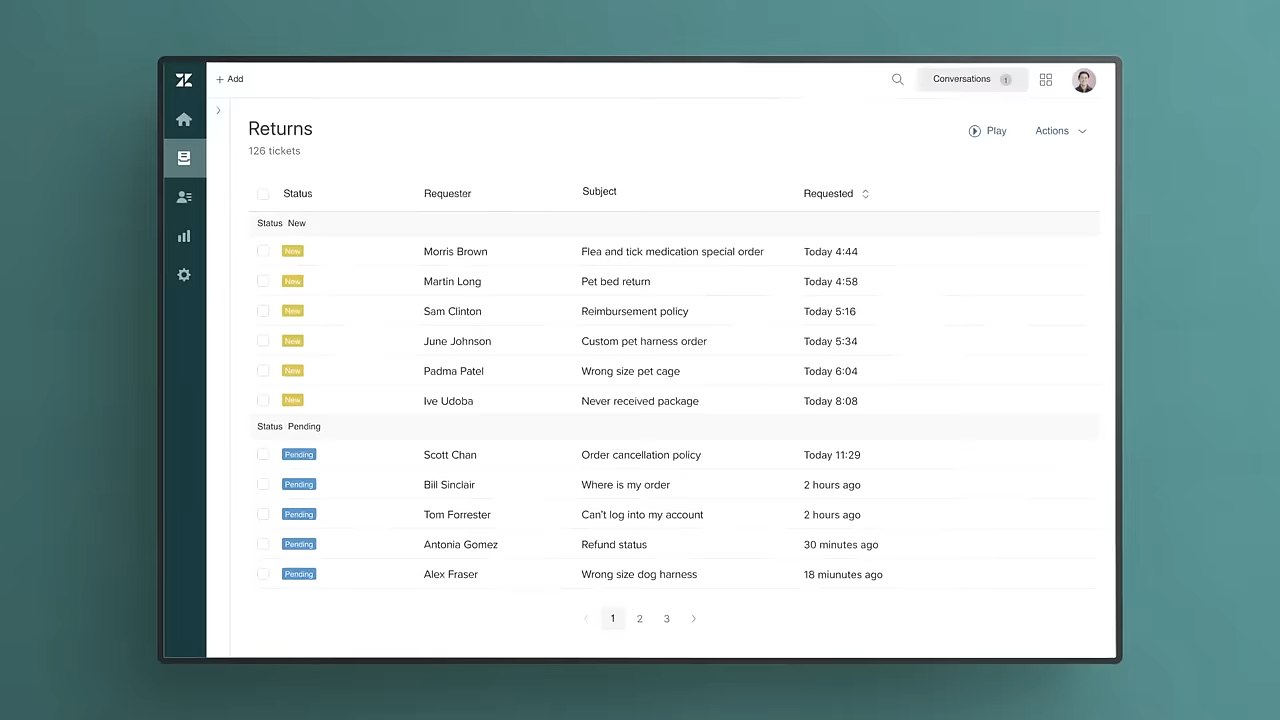 + Add
Conversations 1
Returns
126 tickets
Play
Actions
Status Requester Subject Requested
Status New
New Morris Brown Flea and tick medication special order Today 4:44
New Martin Long Pet bed return Today 4:58
New Sam Clinton Reimbursement policy Today 5:16
New June Johnson Custom pet harness order Today 5:34
New Padma Patel Wrong size pet cage Today 6:04
New Ive Udoba Never received package Today 8:08
Status Pending
Pending Scott Chan Order cancellation policy Today 11:29
Pending Bill Sinclair Where is my order 2 hours ago
Pending Tom Forrester Can't log into my account 2 hours ago
Pending Antonia Gomez Refund status 30 minutes ago
Pending Alex Fraser Wrong size dog harness 18 miunutes ago
1 2 3